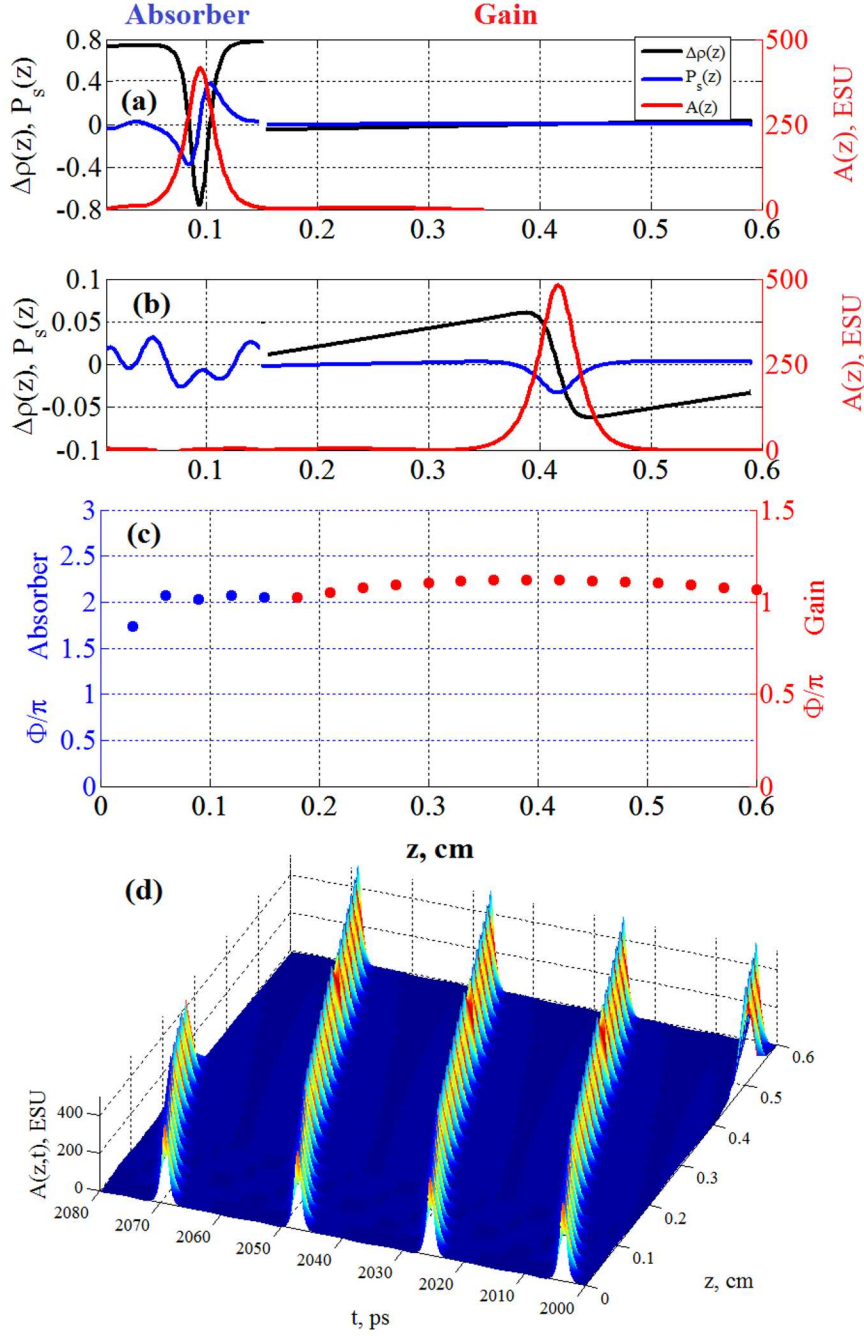 Absorber Gain
0.8 500
Δρ(z), P_s(z) 0.4 (a) Δρ(z) A(z), ESU
P_s(z)
A(z)
0 250
-0.4
-0.8 0
0.1 0.2 0.3 0.4 0.5 0.6
0.1 500
Δρ(z), P_s(z) 0.05 (b) A(z), ESU
0 250
-0.05
-0.1 0
0.1 0.2 0.3 0.4 0.5 0.6
3 1.5
2.5 (c)
Φ/π Absorber 2 1 Φ/π Gain
1.5
1 0.5
0.5
0 0
0 0.1 0.2 0.3 0.4 0.5 0.6
z, cm
(d)
A(z,t), ESU
400
200
0
2080 2070 2060 2050 2040 2030 2020 2010 2000
t, ps
0 0.1 0.2 0.3 0.4 0.5 0.6
z, cm